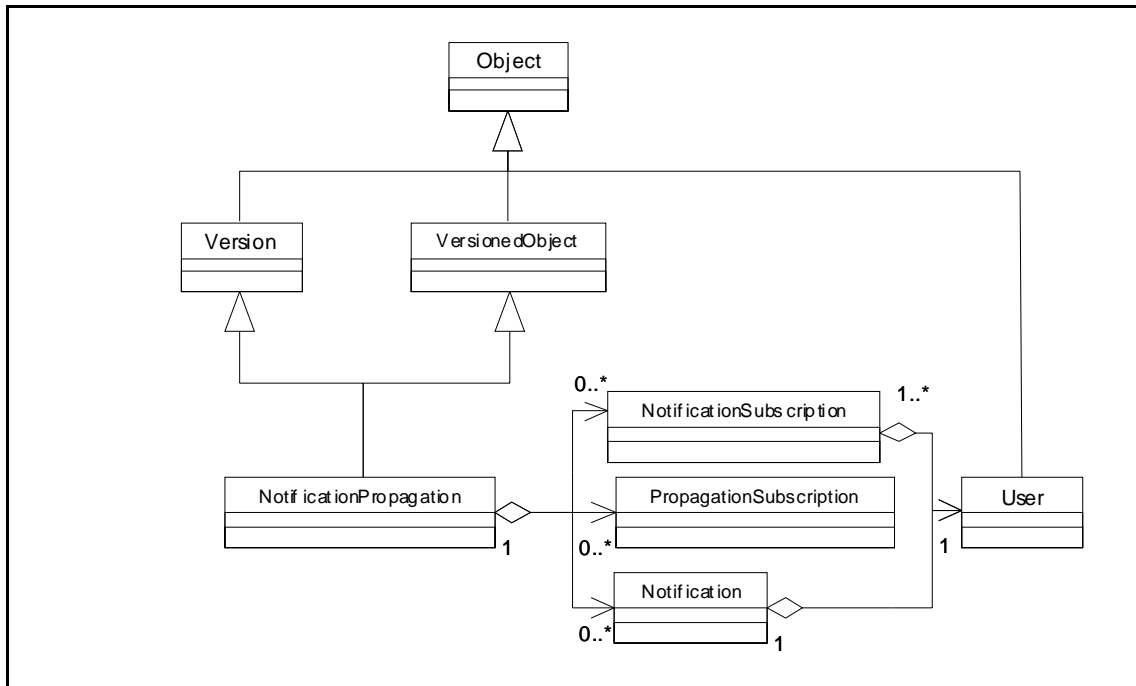 Object
Version
VersionedObject
0..*
1..*
NotificationSubscription
NotificationPropagation
PropagationSubscription
User
1
0..*
1
Notification
0..*
1